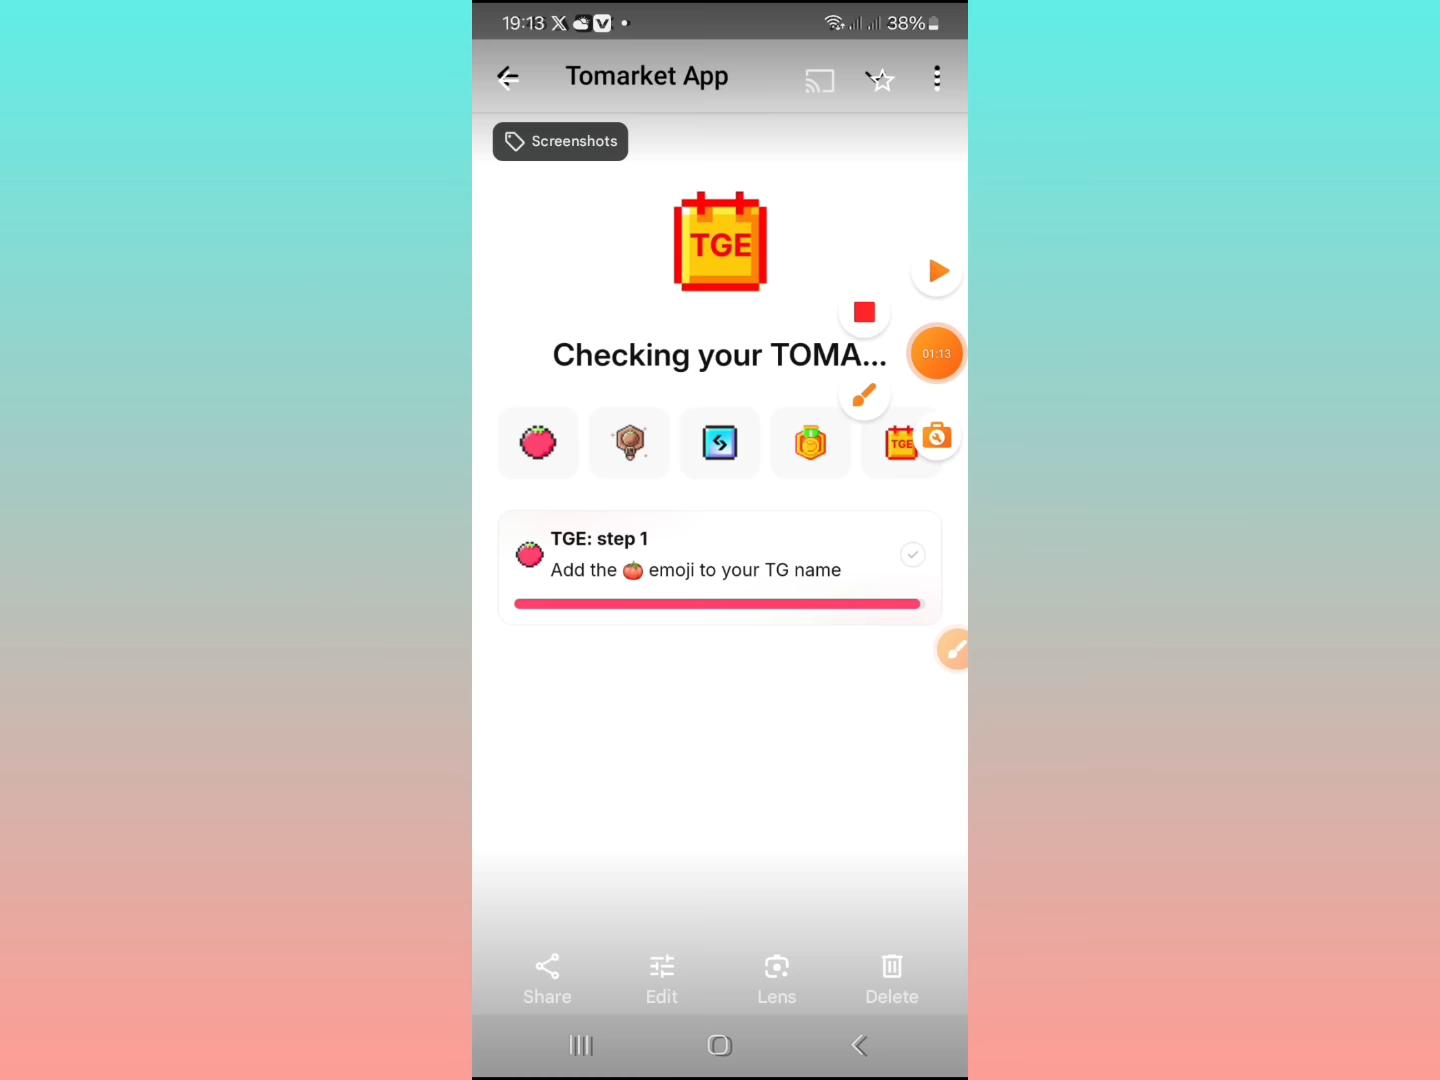 19:13
38%
Tomarket App
Screenshots
TGE
Checking your TOMA...
01:13
TGE
TGE: step 1
Add the 🍅 emoji to your TG name
Share
Edit
Lens
Delete